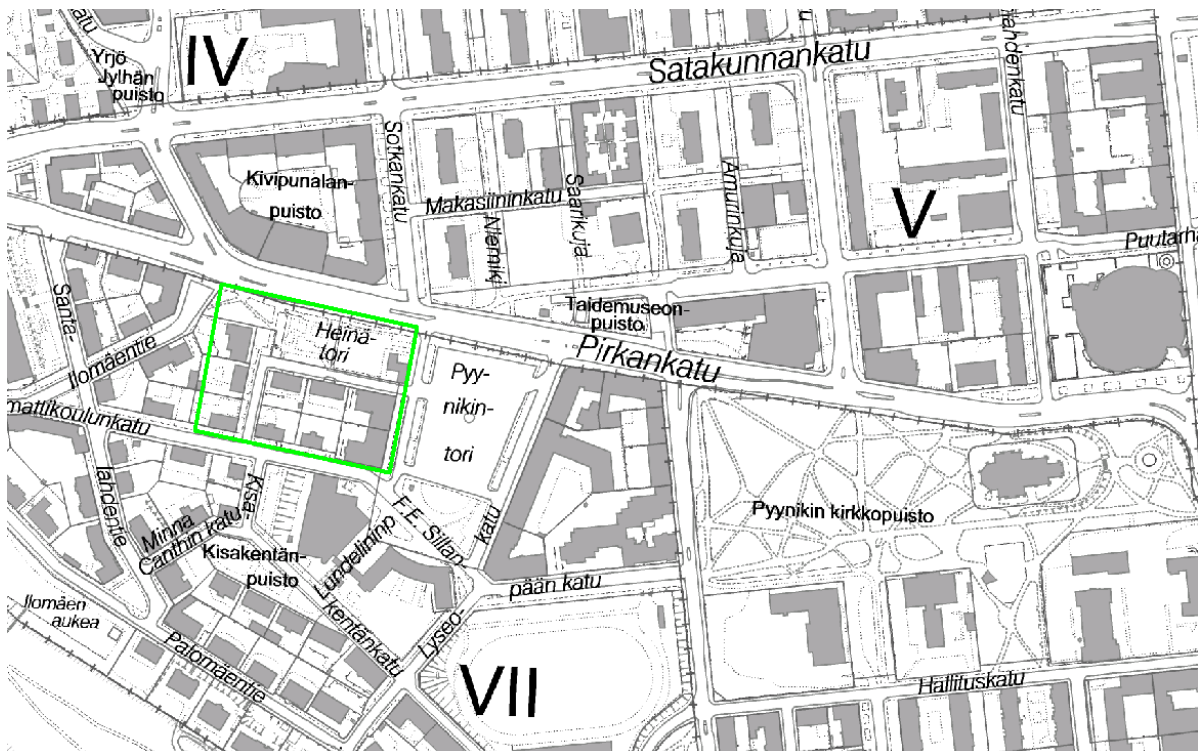 IV
Yrjö
Jylhän
puisto
Satakunnankatu
Sotkankatu
Kivipunalan-
puisto
Makasiininkatu
Saarikuja
Amurinkuja
V
Puutarha
Santa-
Heinä-
tori
Taidemuseon-
puisto
Pirkankatu
Ilomäentie
Pyy-
nikin-
tori
mattikoulunkatu
lahdentie
Kisa-
Minna
Canthin katu
Kisakentän-
puisto
F.E. Sillan-
katu
Pyynikin kirkkopuisto
pään katu
kentänkatu
Lyseo-
Ilomäen
aukea
Palomäentie
VII
Hallituskatu